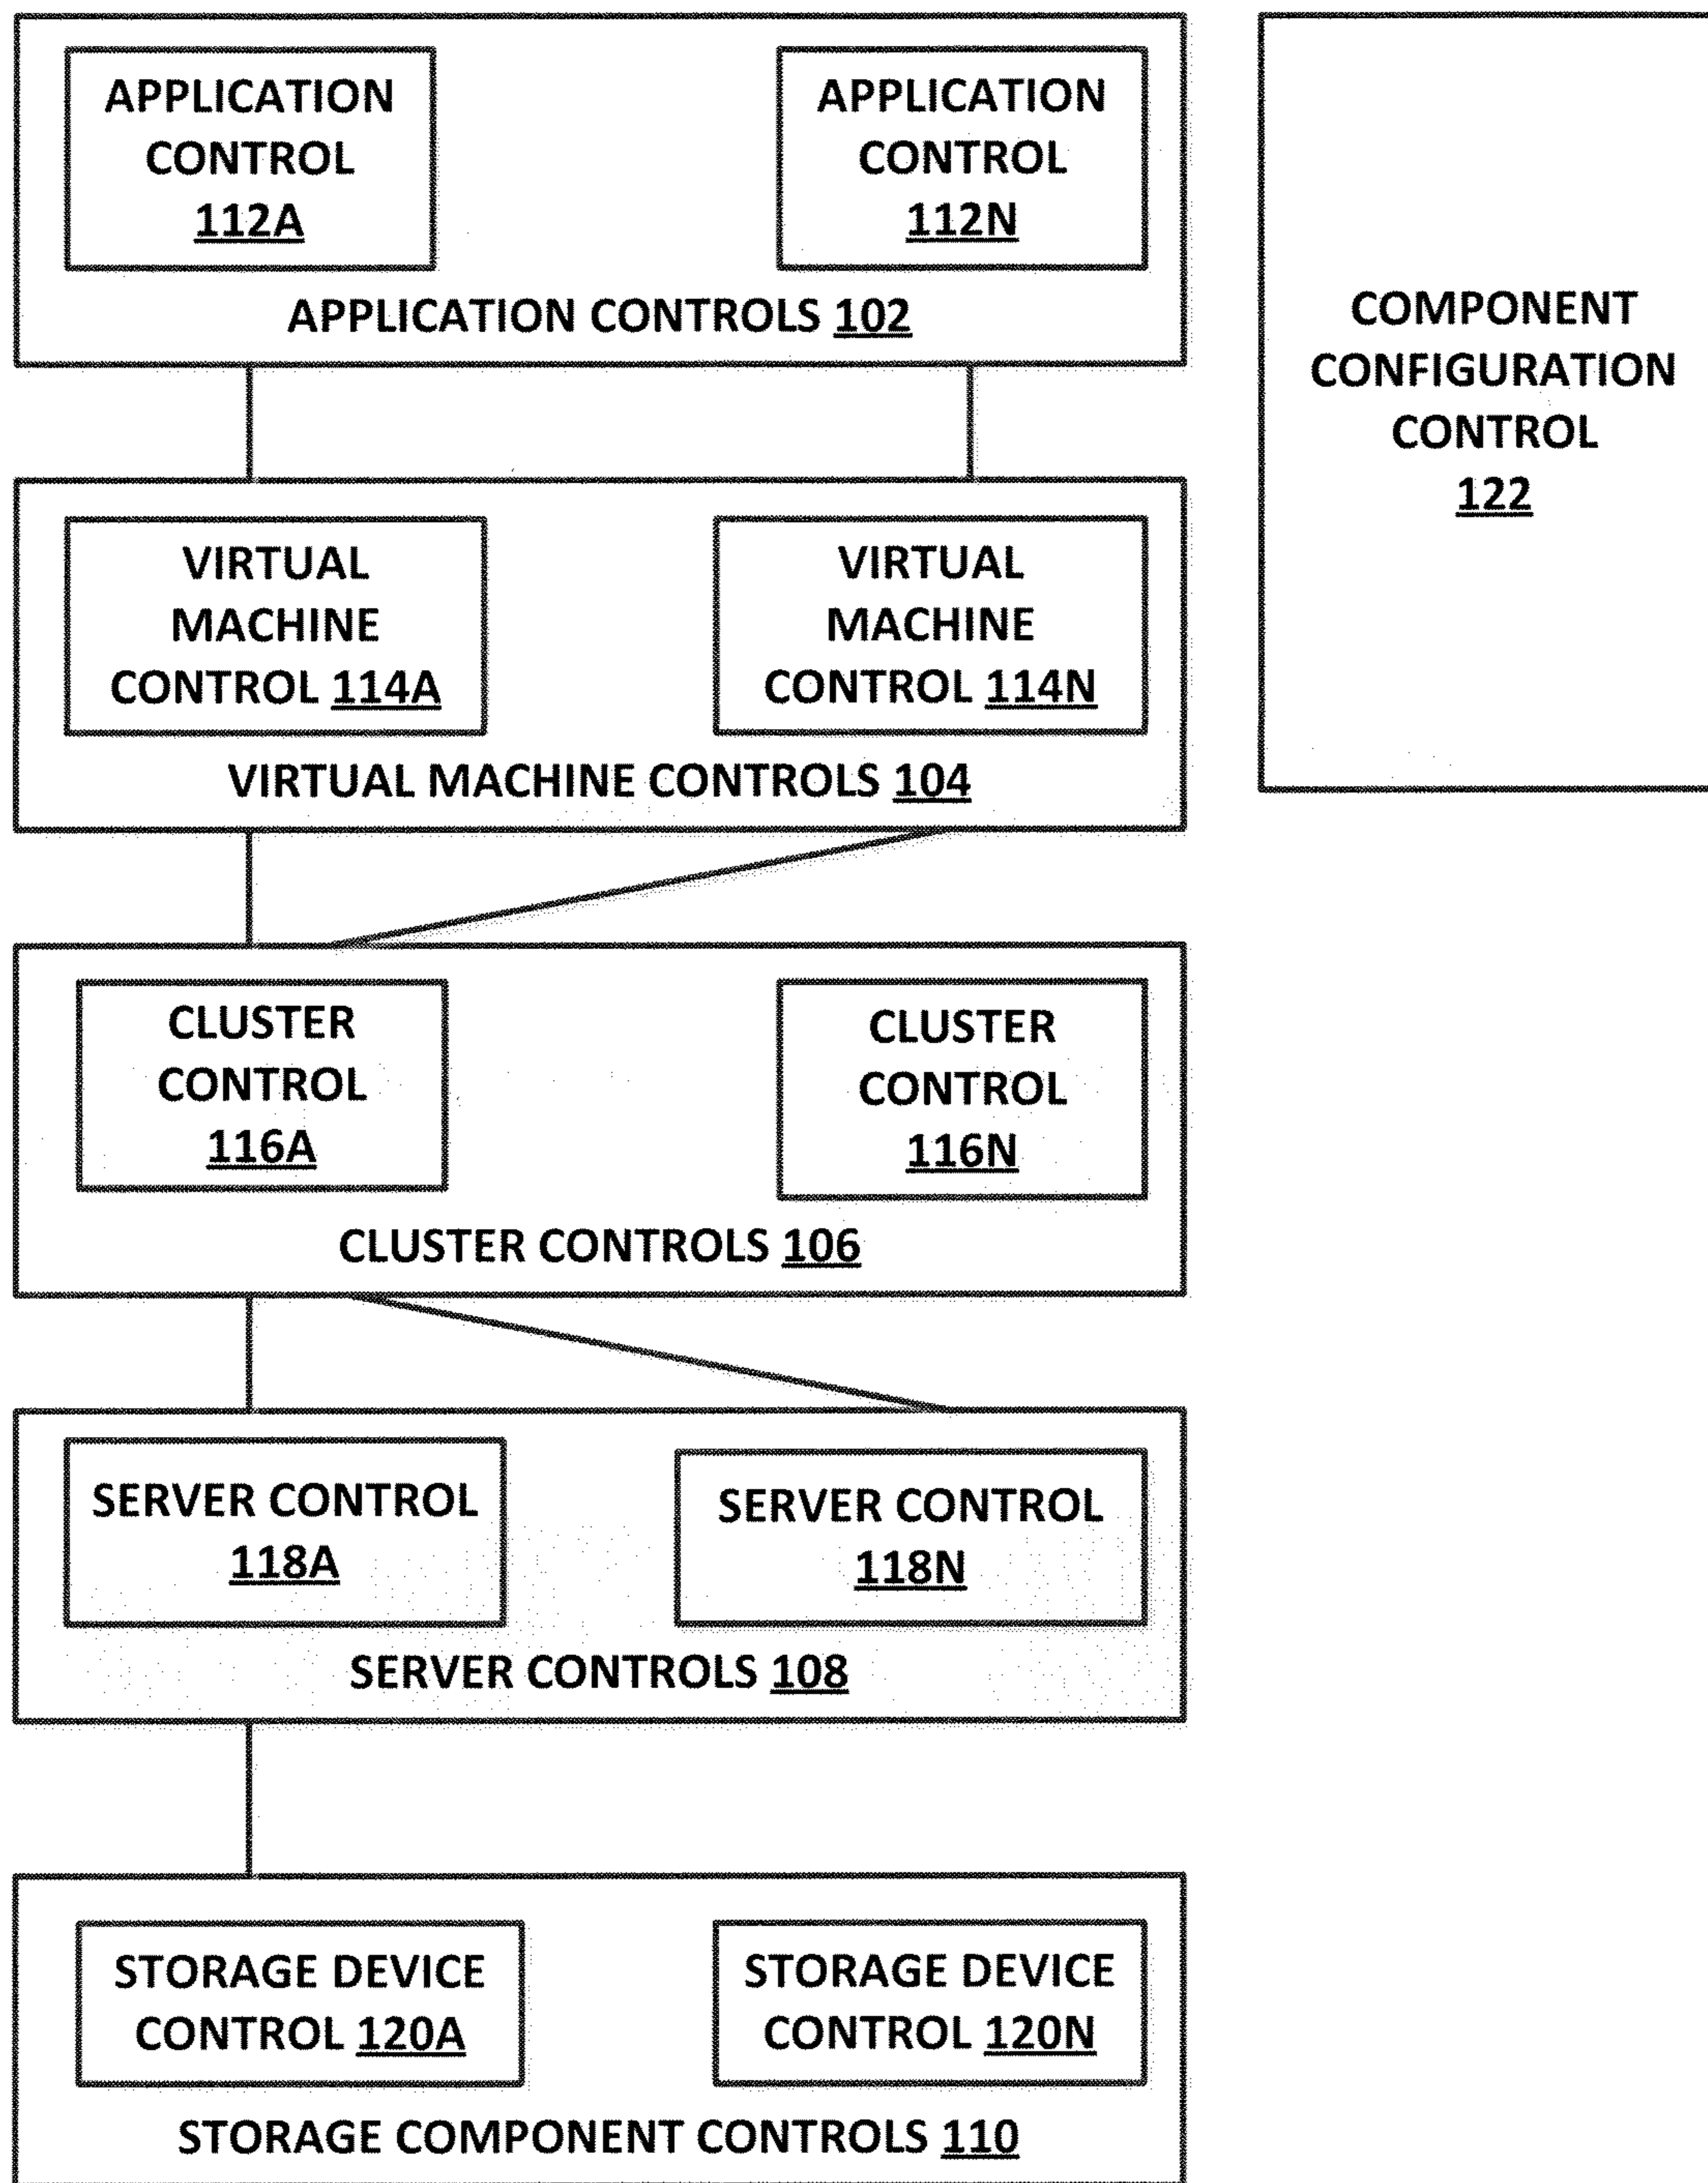 APPLICATION
CONTROL
112A
APPLICATION
CONTROL
112N
APPLICATION CONTROLS 102
COMPONENT
CONFIGURATION
CONTROL
122
VIRTUAL
MACHINE
CONTROL 114A
VIRTUAL
MACHINE
CONTROL 114N
VIRTUAL MACHINE CONTROLS 104
CLUSTER
CONTROL
116A
CLUSTER
CONTROL
116N
CLUSTER CONTROLS 106
SERVER CONTROL
118A
SERVER CONTROL
118N
SERVER CONTROLS 108
STORAGE DEVICE
CONTROL 120A
STORAGE DEVICE
CONTROL 120N
STORAGE COMPONENT CONTROLS 110